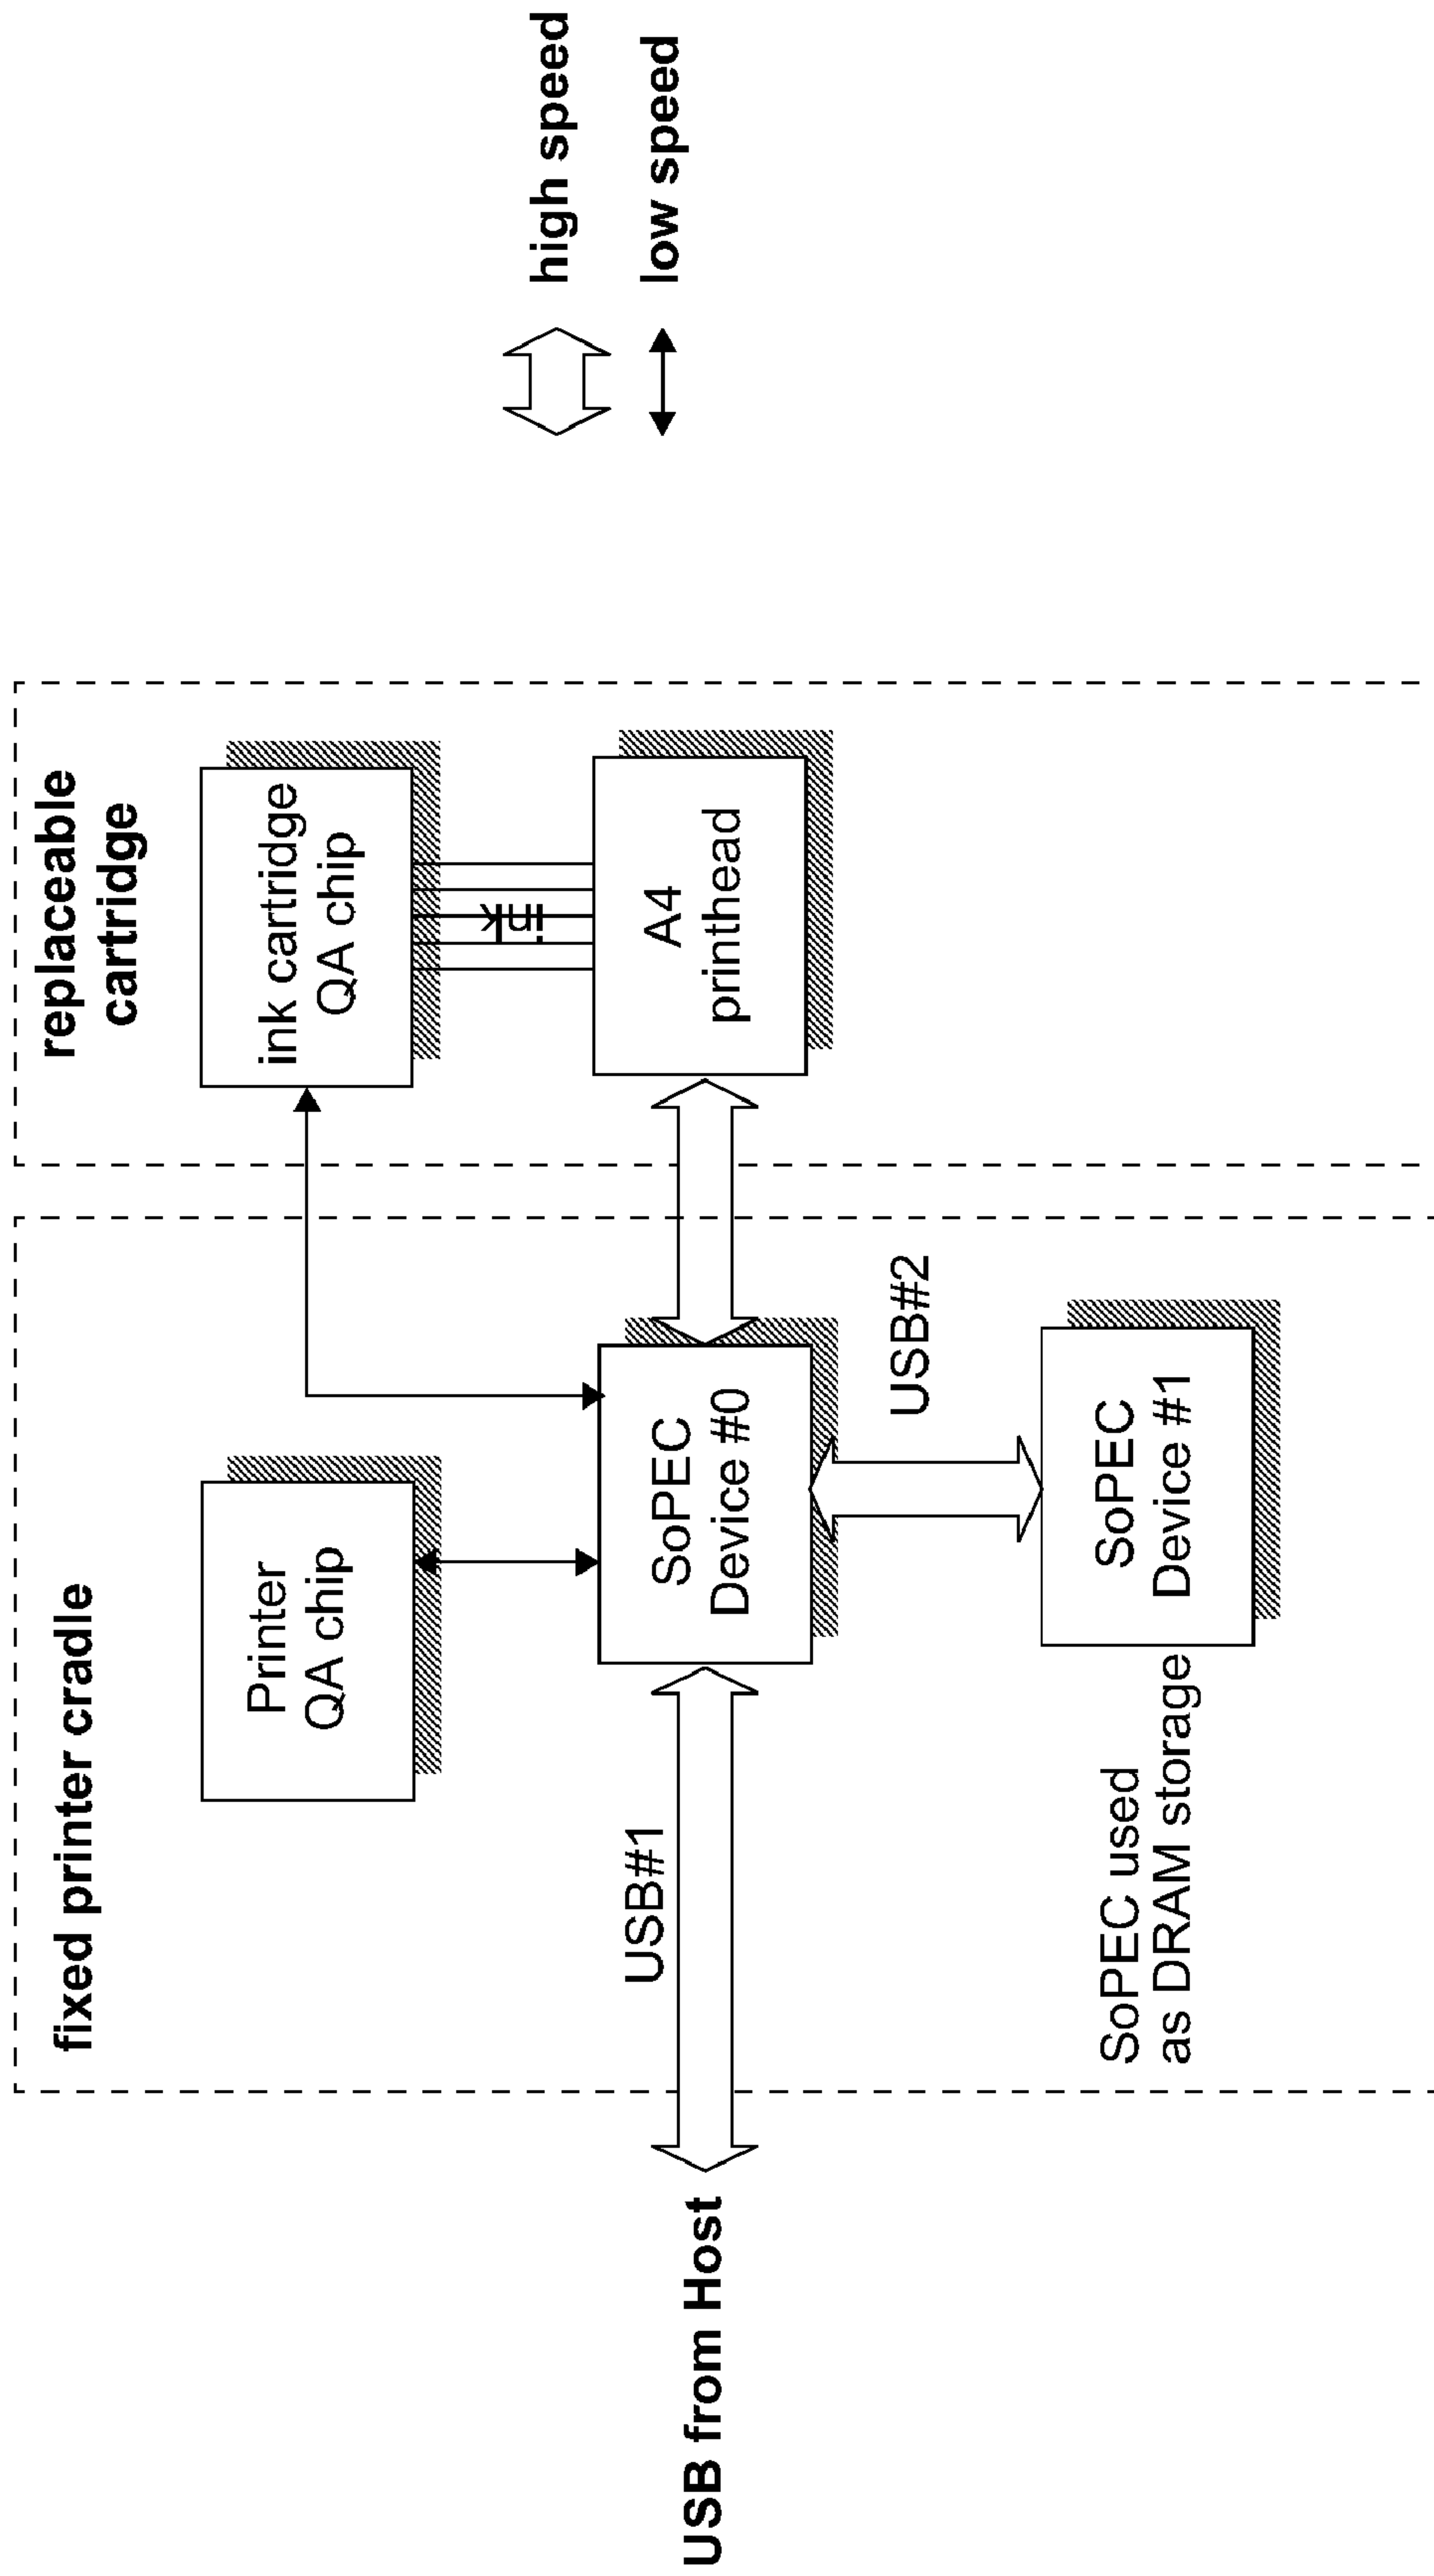 fixed printer cradle
replaceable
cartridge
Printer
QA chip
ink cartridge
QA chip
ink
high speed
low speed
USB from Host
USB#1
SoPEC
Device #0
A4
printhead
USB#2
SoPEC used
as DRAM storage
SoPEC
Device #1